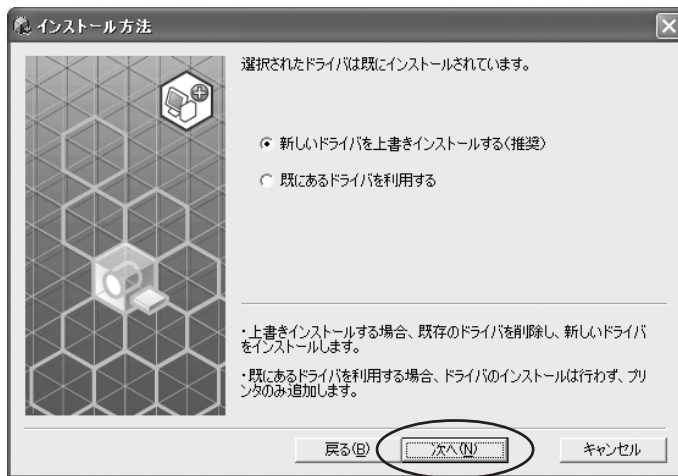 インストール方法
選択されたドライバは既にインストールされています。
新しいドライバを上書きインストールする(推奨)
既にあるドライバを利用する
・上書きインストールする場合、既存のドライバを削除し、新しいドライバ
をインストールします。
・既にあるドライバを利用する場合、ドライバのインストールは行わず、プリ
ンタのみ追加します。
戻る(B) 次へ(N) キャンセル